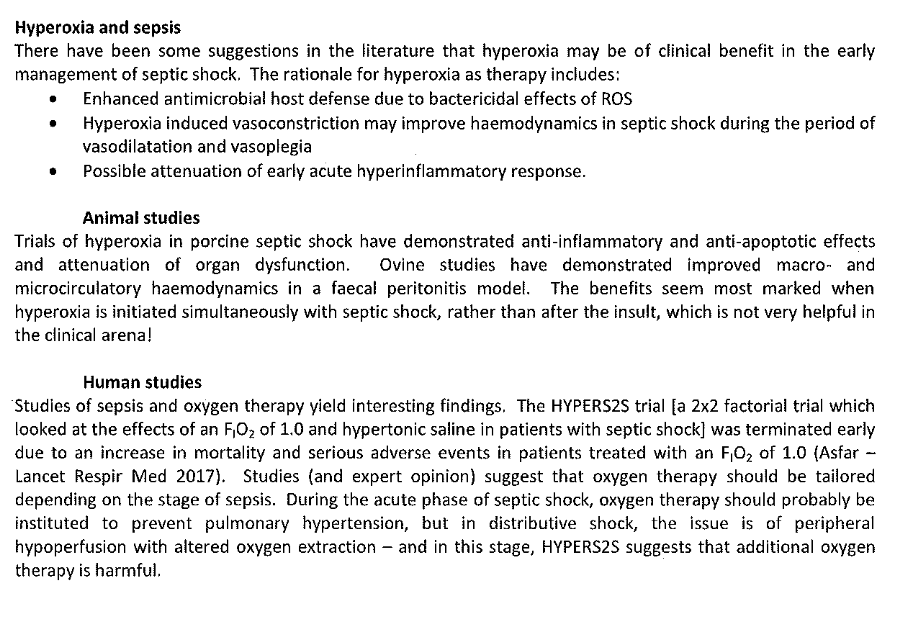 Hyperoxia and sepsis
There have been some suggestions in the literature that hyperoxia may be of clinical benefit in the early
management of septic shock. The rationale for hyperoxia as therapy includes:
• Enhanced antimicrobial host defense due to bactericidal effects of ROS
• Hyperoxia induced vasoconstriction may improve haemodynamics in septic shock during the period of
vasodilatation and vasoplegia
• Possible attenuation of early acute hyperinflammatory response.
Animal studies
Trials of hyperoxia in porcine septic shock have demonstrated anti-inflammatory and anti-apoptotic effects
and attenuation of organ dysfunction. Ovine studies have demonstrated improved macro- and
microcirculatory haemodynamics in a faecal peritonitis model. The benefits seem most marked when
hyperoxia is initiated simultaneously with septic shock, rather than after the insult, which is not very helpful in
the clinical arena!
Human studies
Studies of sepsis and oxygen therapy yield interesting findings. The HYPERS2S trial [a 2x2 factorial trial which
looked at the effects of an FᵢO₂ of 1.0 and hypertonic saline in patients with septic shock] was terminated early
due to an increase in mortality and serious adverse events in patients treated with an FᵢO₂ of 1.0 (Asfar –
Lancet Respir Med 2017). Studies (and expert opinion) suggest that oxygen therapy should be tailored
depending on the stage of sepsis. During the acute phase of septic shock, oxygen therapy should probably be
instituted to prevent pulmonary hypertension, but in distributive shock, the issue is of peripheral
hypoperfusion with altered oxygen extraction – and in this stage, HYPERS2S suggests that additional oxygen
therapy is harmful.